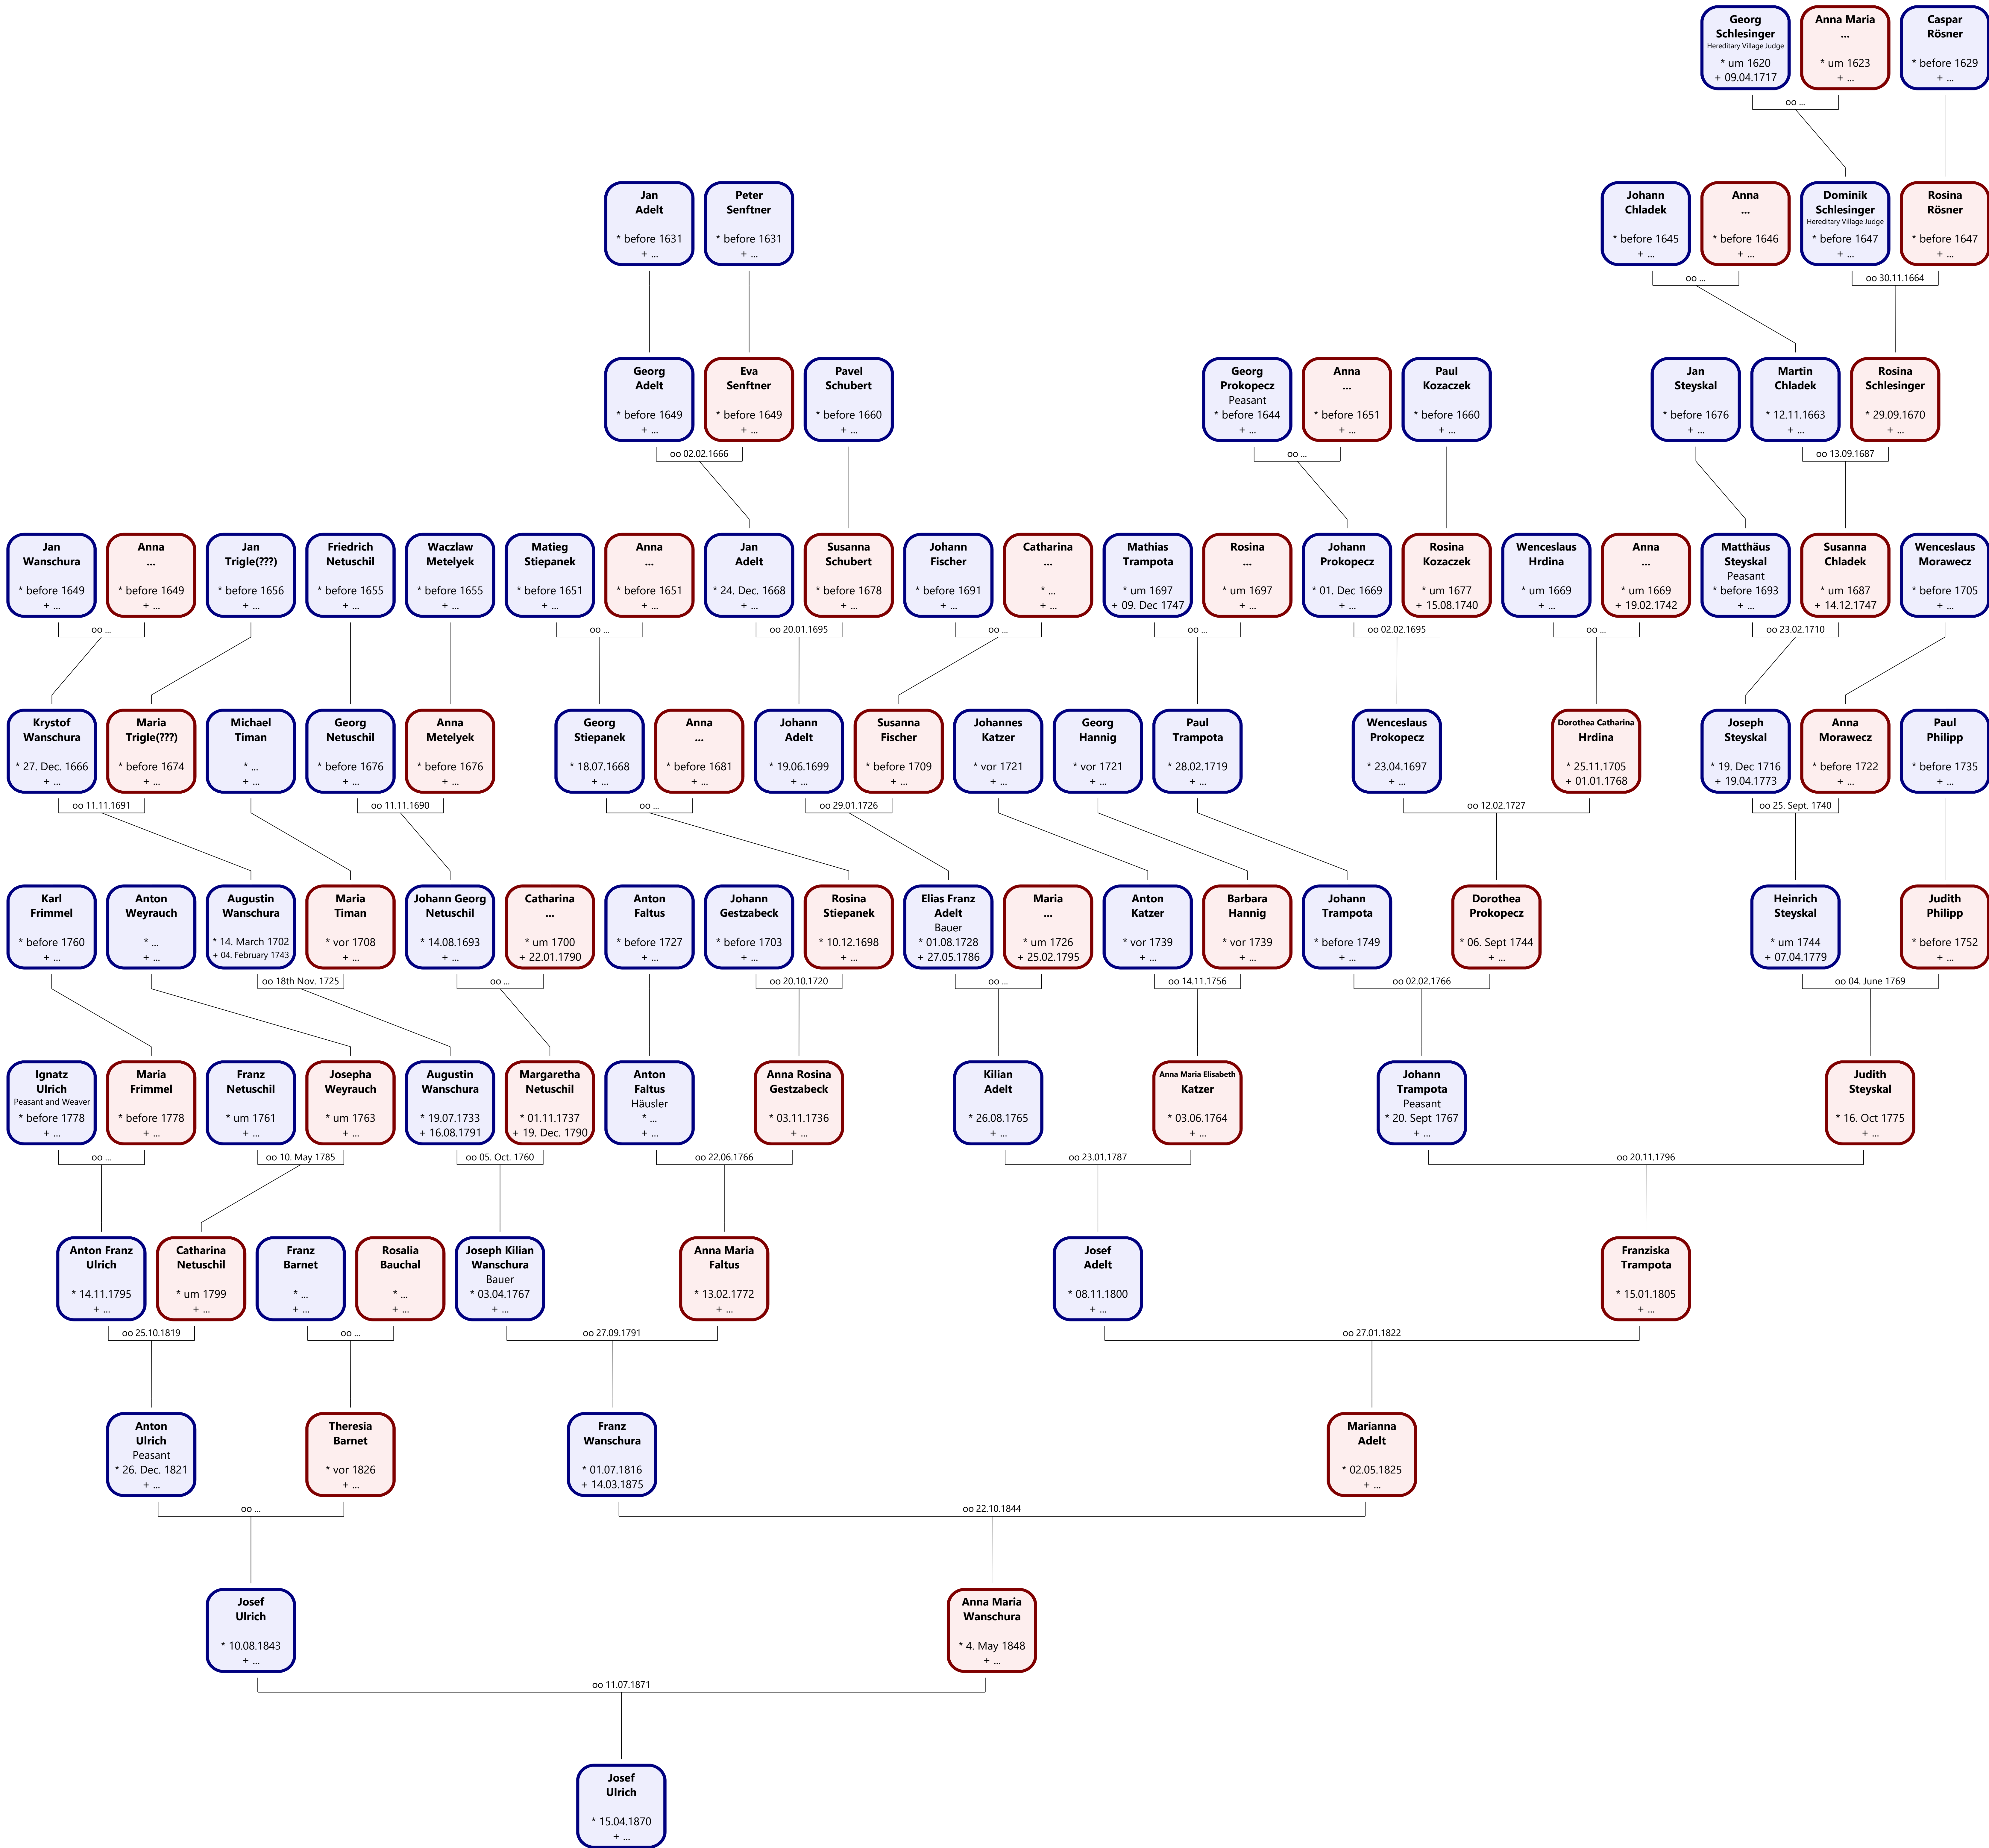 Georg
Schlesinger
Hereditary Village Judge
* um 1620
+ 09.04.1717
Anna Maria
...
* um 1623
+ ...
Caspar
Rösner
* before 1629
+ ...
oo ...
Jan
Adelt
* before 1631
+ ...
Peter
Senftner
* before 1631
+ ...
Johann
Chladek
* before 1645
+ ...
Anna
...
* before 1646
+ ...
Dominik
Schlesinger
Hereditary Village Judge
* before 1647
+ ...
Rosina
Rösner
* before 1647
+ ...
oo ...
oo 30.11.1664
Georg
Adelt
* before 1649
+ ...
Eva
Senftner
* before 1649
+ ...
Pavel
Schubert
* before 1660
+ ...
Georg
Prokopecz
Peasant
* before 1644
+ ...
Anna
...
* before 1651
+ ...
Paul
Kozaczek
* before 1660
+ ...
Jan
Steyskal
* before 1676
+ ...
Martin
Chladek
* 12.11.1663
+ ...
Rosina
Schlesinger
* 29.09.1670
+ ...
oo 02.02.1666
oo ...
oo 13.09.1687
Jan
Wanschura
* before 1649
+ ...
Anna
...
* before 1649
+ ...
Jan
Trigle(???)
* before 1656
+ ...
Friedrich
Netuschil
* before 1655
+ ...
Waczlaw
Metelyek
* before 1655
+ ...
Matieg
Stiepanek
* before 1651
+ ...
Anna
...
* before 1651
+ ...
Jan
Adelt
* 24. Dec. 1668
+ ...
Susanna
Schubert
* before 1678
+ ...
Johann
Fischer
* before 1691
+ ...
Catharina
...
* ...
+ ...
Mathias
Trampota
* um 1697
+ 09. Dec 1747
Rosina
...
* um 1697
+ ...
Johann
Prokopecz
* 01. Dec 1669
+ ...
Rosina
Kozaczek
* um 1677
+ 15.08.1740
Wenceslaus
Hrdina
* um 1669
+ ...
Anna
...
* um 1669
+ 19.02.1742
Matthäus
Steyskal
Peasant
* before 1693
+ ...
Susanna
Chladek
* um 1687
+ 14.12.1747
Wenceslaus
Morawecz
* before 1705
+ ...
oo ...
oo ...
oo 20.01.1695
oo ...
oo ...
oo 02.02.1695
oo ...
oo 23.02.1710
Krystof
Wanschura
* 27. Dec. 1666
+ ...
Maria
Trigle(???)
* before 1674
+ ...
Michael
Timan
* ...
+ ...
Georg
Netuschil
* before 1676
+ ...
Anna
Metelyek
* before 1676
+ ...
Georg
Stiepanek
* 18.07.1668
+ ...
Anna
...
* before 1681
+ ...
Johann
Adelt
* 19.06.1699
+ ...
Susanna
Fischer
* before 1709
+ ...
Johannes
Katzer
* vor 1721
+ ...
Georg
Hannig
* vor 1721
+ ...
Paul
Trampota
* 28.02.1719
+ ...
Wenceslaus
Prokopecz
* 23.04.1697
+ ...
Dorothea Catharina
Hrdina
* 25.11.1705
+ 01.01.1768
Joseph
Steyskal
* 19. Dec 1716
+ 19.04.1773
Anna
Morawecz
* before 1722
+ ...
Paul
Philipp
* before 1735
+ ...
oo 11.11.1691
oo 11.11.1690
oo ...
oo 29.01.1726
oo 12.02.1727
oo 25. Sept. 1740
Karl
Frimmel
* before 1760
+ ...
Anton
Weyrauch
* ...
+ ...
Augustin
Wanschura
* 14. March 1702
+ 04. February 1743
Maria
Timan
* vor 1708
+ ...
Johann Georg
Netuschil
* 14.08.1693
+ ...
Catharina
...
* um 1700
+ 22.01.1790
Anton
Faltus
* before 1727
+ ...
Johann
Gestzabeck
* before 1703
+ ...
Rosina
Stiepanek
* 10.12.1698
+ ...
Elias Franz
Adelt
Bauer
* 01.08.1728
+ 27.05.1786
Maria
...
* um 1726
+ 25.02.1795
Anton
Katzer
* vor 1739
+ ...
Barbara
Hannig
* vor 1739
+ ...
Johann
Trampota
* before 1749
+ ...
Dorothea
Prokopecz
* 06. Sept 1744
+ ...
Heinrich
Steyskal
* um 1744
+ 07.04.1779
Judith
Philipp
* before 1752
+ ...
oo 18th Nov. 1725
oo ...
oo 20.10.1720
oo ...
oo 14.11.1756
oo 02.02.1766
oo 04. June 1769
Ignatz
Ulrich
Peasant and Weaver
* before 1778
+ ...
Maria
Frimmel
* before 1778
+ ...
Franz
Netuschil
* um 1761
+ ...
Josepha
Weyrauch
* um 1763
+ ...
Augustin
Wanschura
* 19.07.1733
+ 16.08.1791
Margaretha
Netuschil
* 01.11.1737
+ 19. Dec. 1790
Anton
Faltus
Häusler
* ...
+ ...
Anna Rosina
Gestzabeck
* 03.11.1736
+ ...
Kilian
Adelt
* 26.08.1765
+ ...
Anna Maria Elisabeth
Katzer
* 03.06.1764
+ ...
Johann
Trampota
Peasant
* 20. Sept 1767
+ ...
Judith
Steyskal
* 16. Oct 1775
+ ...
oo ...
oo 10. May 1785
oo 05. Oct. 1760
oo 22.06.1766
oo 23.01.1787
oo 20.11.1796
Anton Franz
Ulrich
* 14.11.1795
+ ...
Catharina
Netuschil
* um 1799
+ ...
Franz
Barnet
* ...
+ ...
Rosalia
Bauchal
* ...
+ ...
Joseph Kilian
Wanschura
Bauer
* 03.04.1767
+ ...
Anna Maria
Faltus
* 13.02.1772
+ ...
Josef
Adelt
* 08.11.1800
+ ...
Franziska
Trampota
* 15.01.1805
+ ...
oo 25.10.1819
oo ...
oo 27.09.1791
oo 27.01.1822
Anton
Ulrich
Peasant
* 26. Dec. 1821
+ ...
Theresia
Barnet
* vor 1826
+ ...
Franz
Wanschura
* 01.07.1816
+ 14.03.1875
Marianna
Adelt
* 02.05.1825
+ ...
oo ...
oo 22.10.1844
Josef
Ulrich
* 10.08.1843
+ ...
Anna Maria
Wanschura
* 4. May 1848
+ ...
oo 11.07.1871
Josef
Ulrich
* 15.04.1870
+ ...